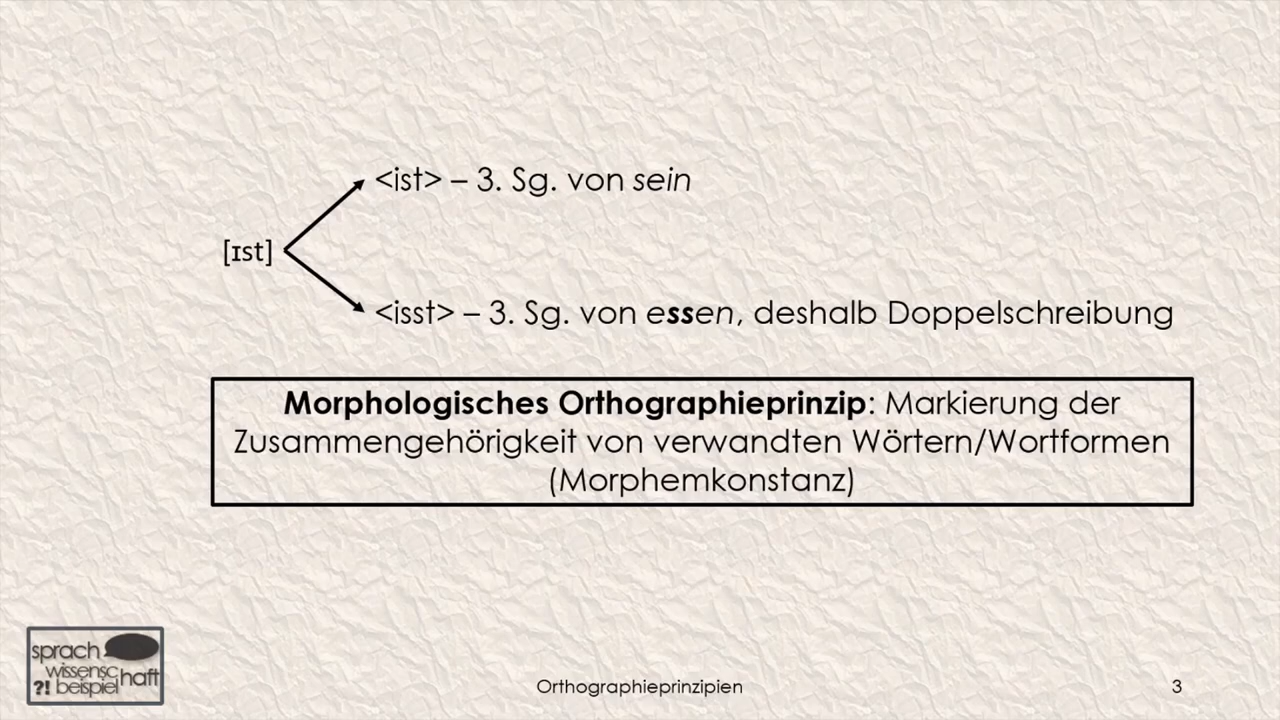 <ist> – 3. Sg. von sein
[ɪst]
<isst> – 3. Sg. von essen, deshalb Doppelschreibung
Morphologisches Orthographieprinzip: Markierung der
Zusammengehörigkeit von verwandten Wörtern/Wortformen
(Morphemkonstanz)
sprach
wissensc
haft
?! beispiel
Orthographieprinzipien
3